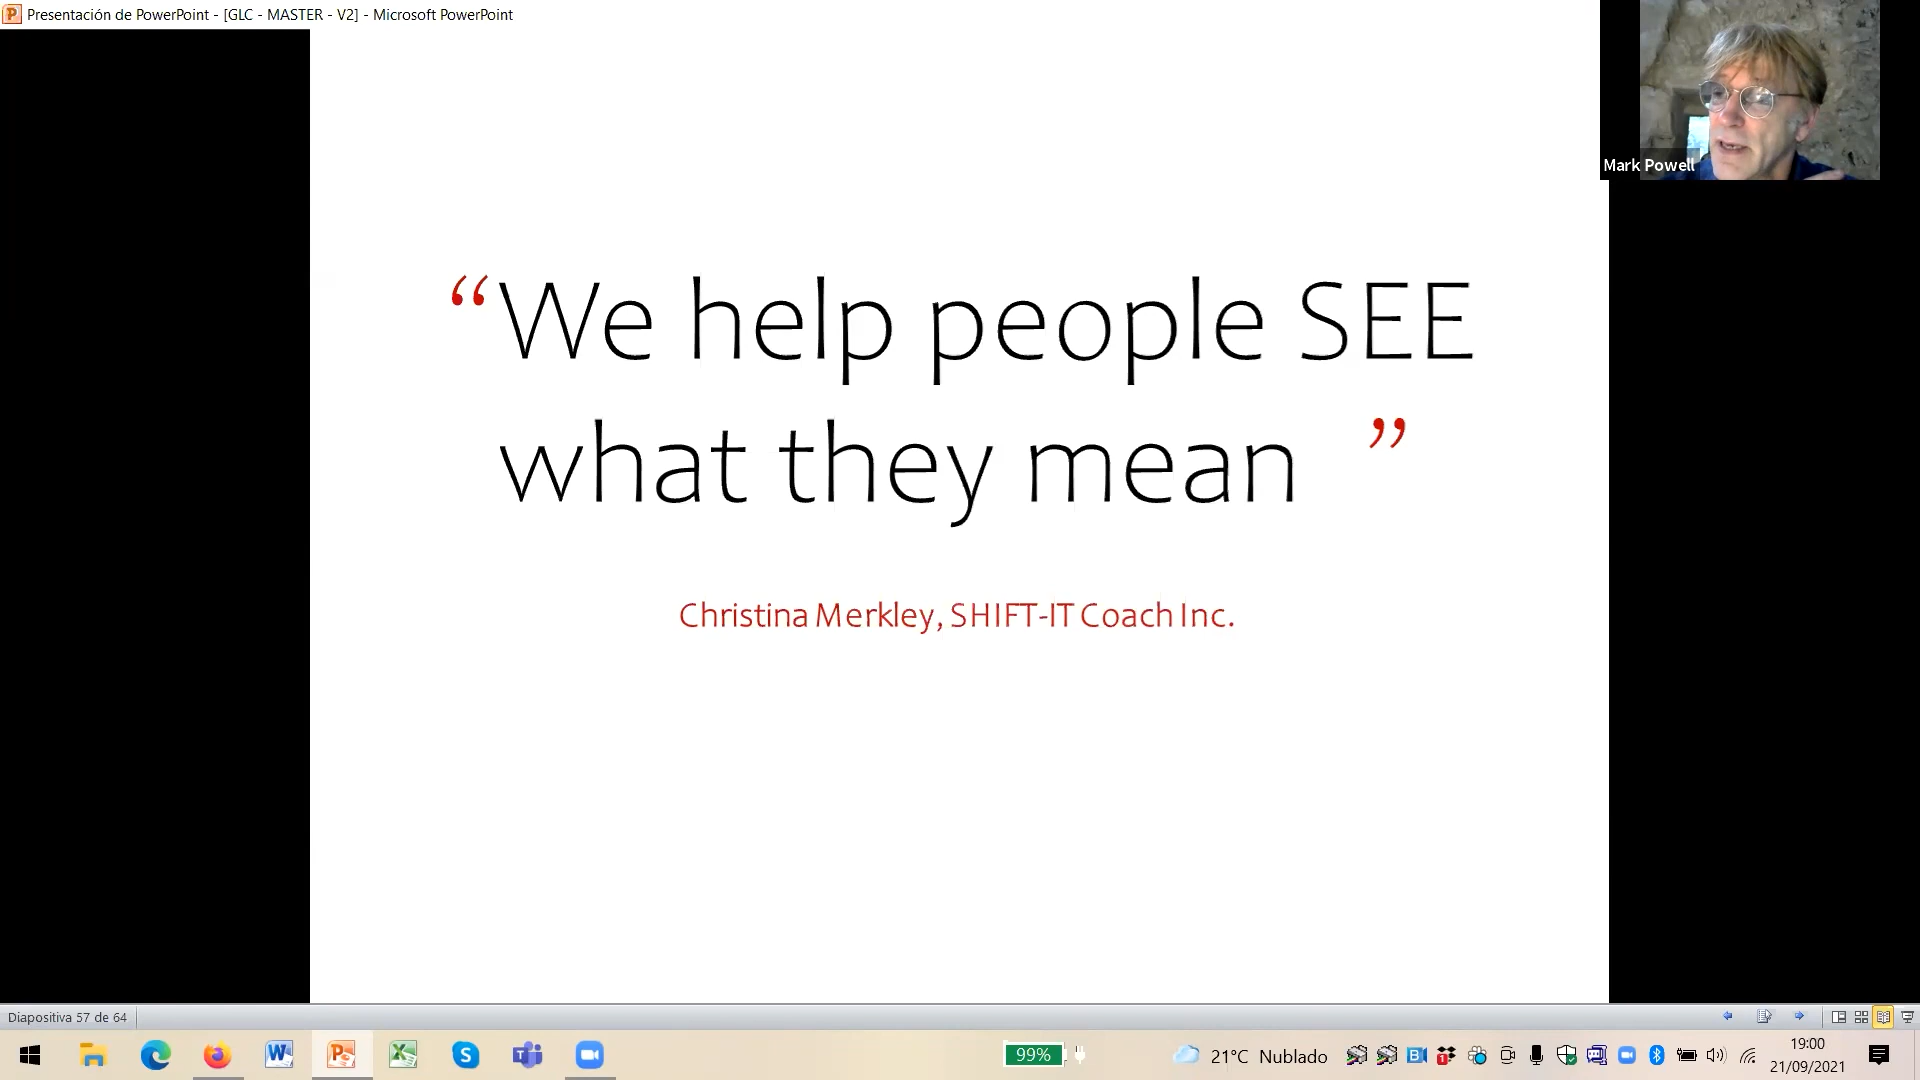 Presentación de PowerPoint - [GLC - MASTER - V2] - Microsoft PowerPoint
Mark Powell
“We help people SEE
what they mean ”
Christina Merkley, SHIFT-IT Coach Inc.
Diapositiva 57 de 64
99%
21°C Nublado
19:00
21/09/2021